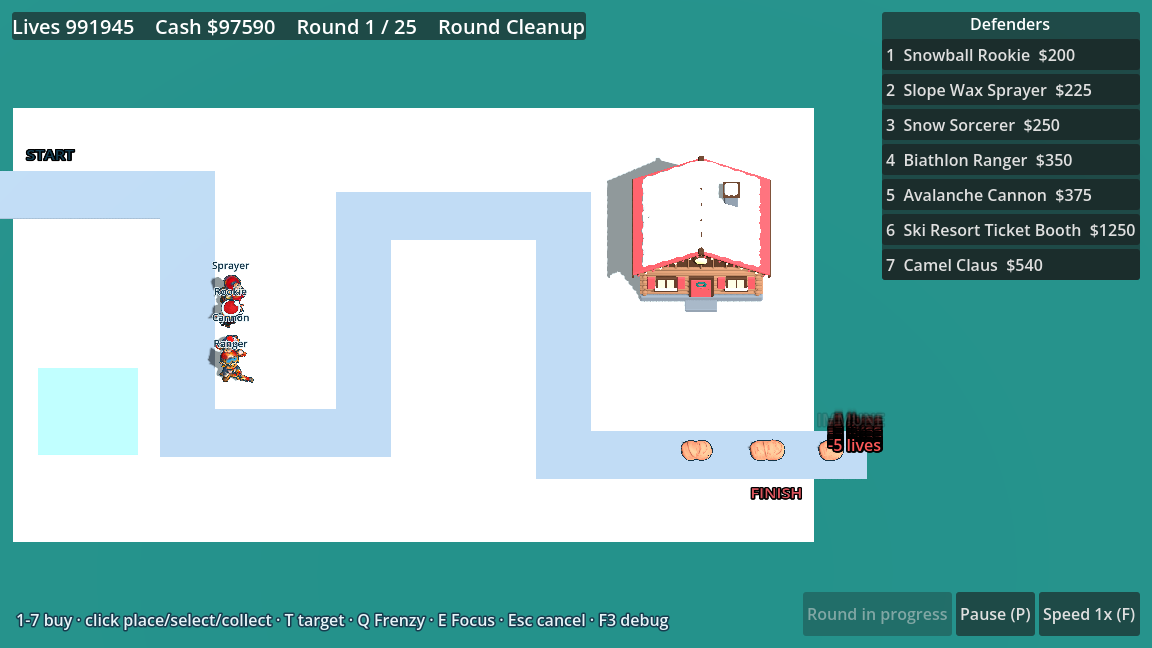 Lives 991945 Cash $97590 Round 1 / 25 Round Cleanup
Defenders
1 Snowball Rookie $200
2 Slope Wax Sprayer $225
3 Snow Sorcerer $250
4 Biathlon Ranger $350
5 Avalanche Cannon $375
6 Ski Resort Ticket Booth $1250
7 Camel Claus $540
START
Sprayer
Rookie
Cannon
Ranger
-5 lives
FINISH
1-7 buy · click place/select/collect · T target · Q Frenzy · E Focus · Esc cancel · F3 debug
Round in progress
Pause (P)
Speed 1x (F)